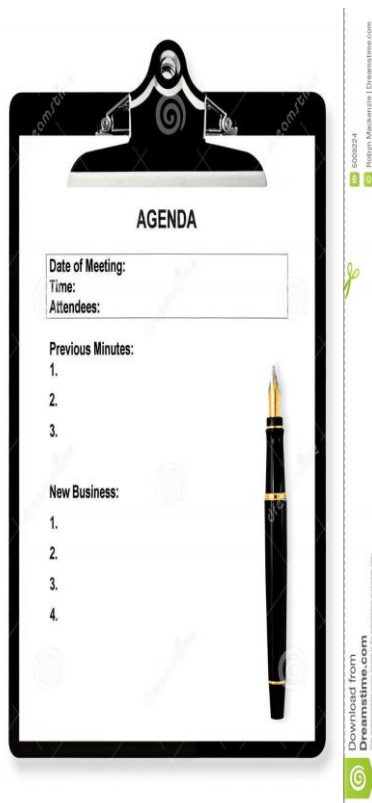 AGENDA
Date of Meeting:
Time:
Attendees:
Previous Minutes:
1.
2.
3.
New Business:
1.
2.
3.
4.
5009224
Robyn Mackenzie | Dreamstime.com
Download from
Dreamstime.com
dreamstime